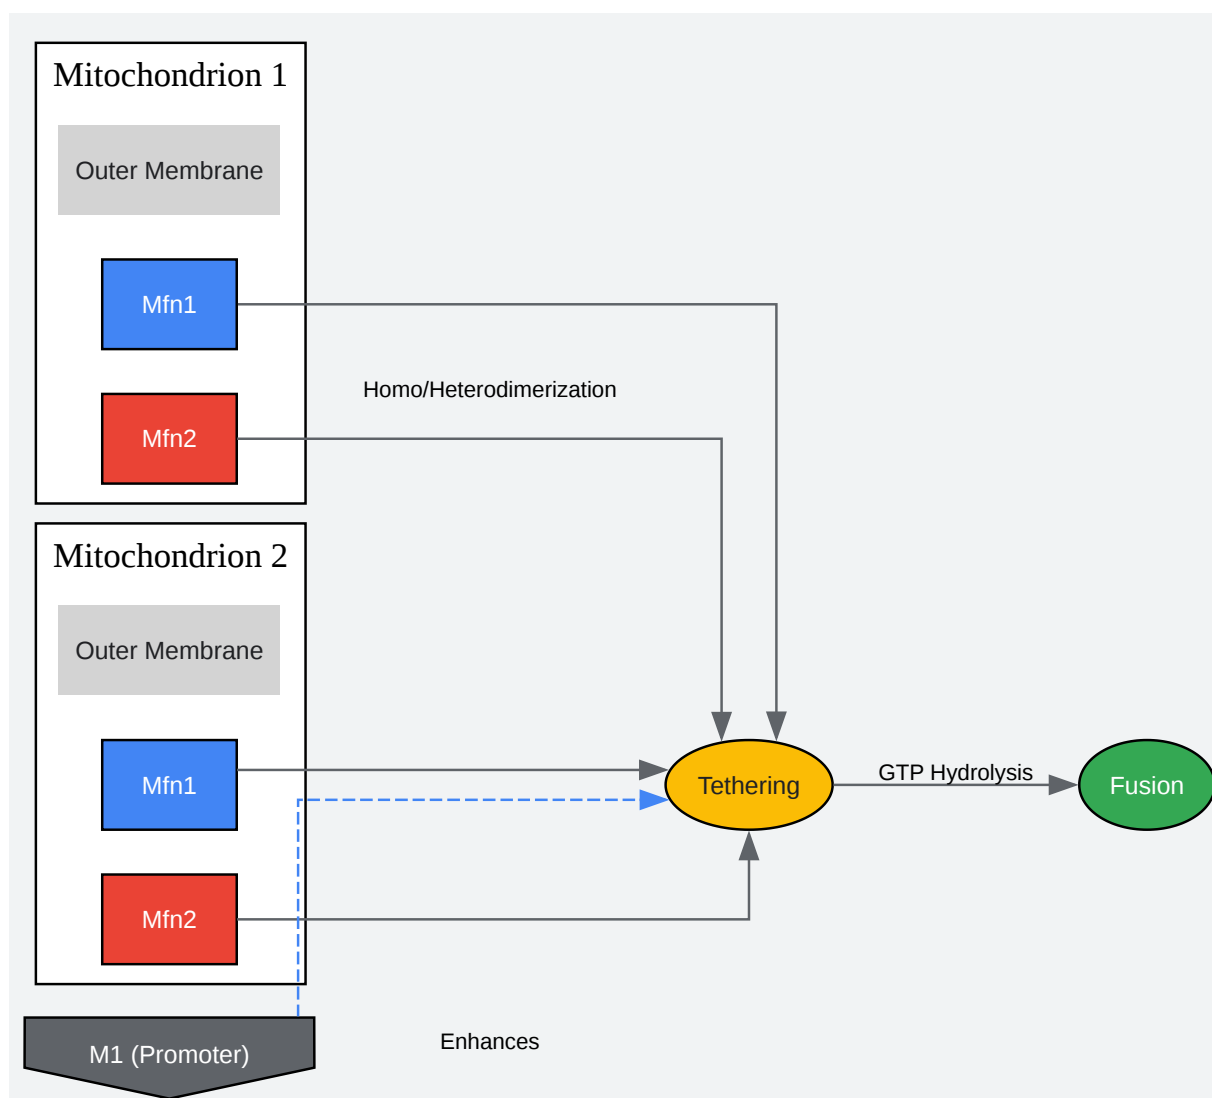 Mitochondrion 1
Outer Membrane
Mfn1
Homo/Heterodimerization
Mfn2
Mitochondrion 2
Outer Membrane
Mfn1
Tethering
GTP Hydrolysis
Fusion
Mfn2
M1 (Promoter)
Enhances